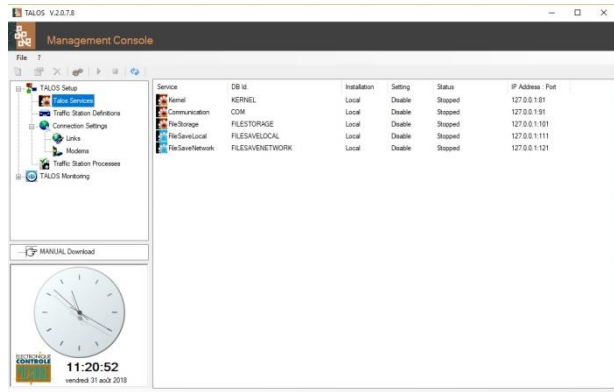 TALOS V.2.0.7.8
Management Console
File ?
TALOS Setup
Talos Services
Traffic Station Definitions
Connection Settings
Links
Modems
Traffic Station Processes
TALOS Monitoring
MANUAL Download
Service DB Id. Installation Setting Status IP Address : Port
Kernel KERNEL Local Disable Stopped 127.0.0.1:81
Communication COM Local Disable Stopped 127.0.0.1:91
FileStorage FILESTORAGE Local Disable Stopped 127.0.0.1:101
FileSaveLocal FILESAVELOCAL Local Disable Stopped 127.0.0.1:111
FileSaveNetwork FILESAVENETWORK Local Disable Stopped 127.0.0.1:121
ELECTRONIQUE
CONTROLE
11:20:52
vendredi 31 août 2018